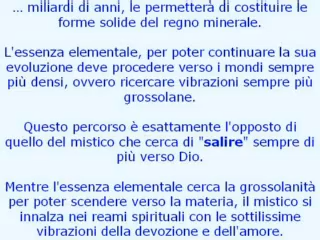 ... miliardi di anni, le permetterà di costituire le
forme solide del regno minerale.
L'essenza elementale, per poter continuare la sua
evoluzione deve procedere verso i mondi sempre
più densi, ovvero ricercare vibrazioni sempre più
grossolane.
Questo percorso è esattamente l'opposto di
quello del mistico che cerca di "salire" sempre di
più verso Dio.
Mentre l'essenza elementale cerca la grossolanità
per poter scendere verso la materia, il mistico si
innalza nei reami spirituali con le sottilissime
vibrazioni della devozione e dell'amore.